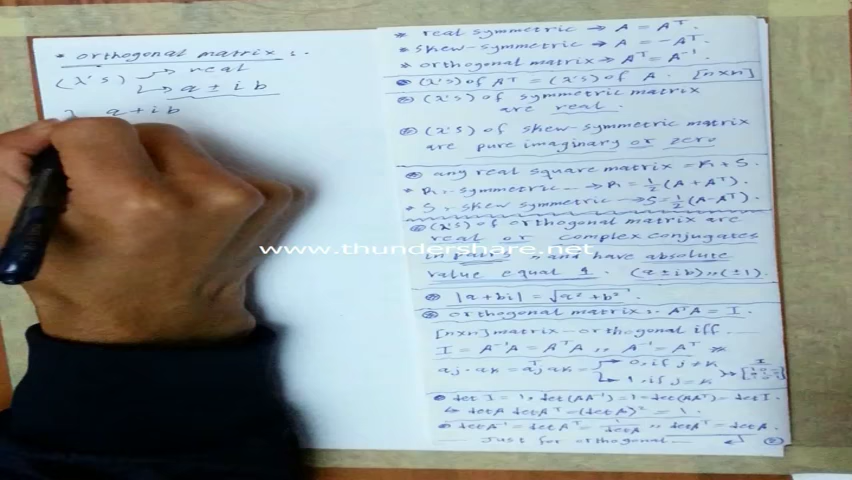 * orthogonal matrix :.
(λ's) → real
↳ a ± i b
a + i b
* real symmetric → A = Aᵀ.
* skew-symmetric → A = -Aᵀ.
* orthogonal matrix → Aᵀ = A⁻¹
⊛ (λ's) of Aᵀ = (λ's) of A. [n×n]
⊛ (λ's) of symmetric matrix
are real.
⊛ (λ's) of skew-symmetric matrix
are pure imaginary or zero
⊛ any real square matrix = R + S.
* R, symmetric → R = ½ (A + Aᵀ).
* S, skew symmetric → S = ½ (A - Aᵀ).
⊛ (λ's) of orthogonal matrix are
real or complex conjugates
in pairs ,, and have absolute
value equal 1. (a ± ib) ,, (± 1).
www.thundershare.net
⊛ |a + bi| = √a² + b²
⊛ orthogonal matrix :. AᵀA = I.
[n×n] matrix - orthogonal iff
I = A⁻¹A = AᵀA ,, A⁻¹ = Aᵀ
aj · ak = ajᵀ ak = → 0, if j ≠ k
↳ 1, if j = k
⊛ det I = 1, det(AA⁻¹) = 1 = det(AAᵀ) = det I.
↳ det A det Aᵀ = (det A)² = 1.
⊛ det A⁻¹ = det Aᵀ = 1/det A ,, det Aᵀ = det A.
Just for orthogonal